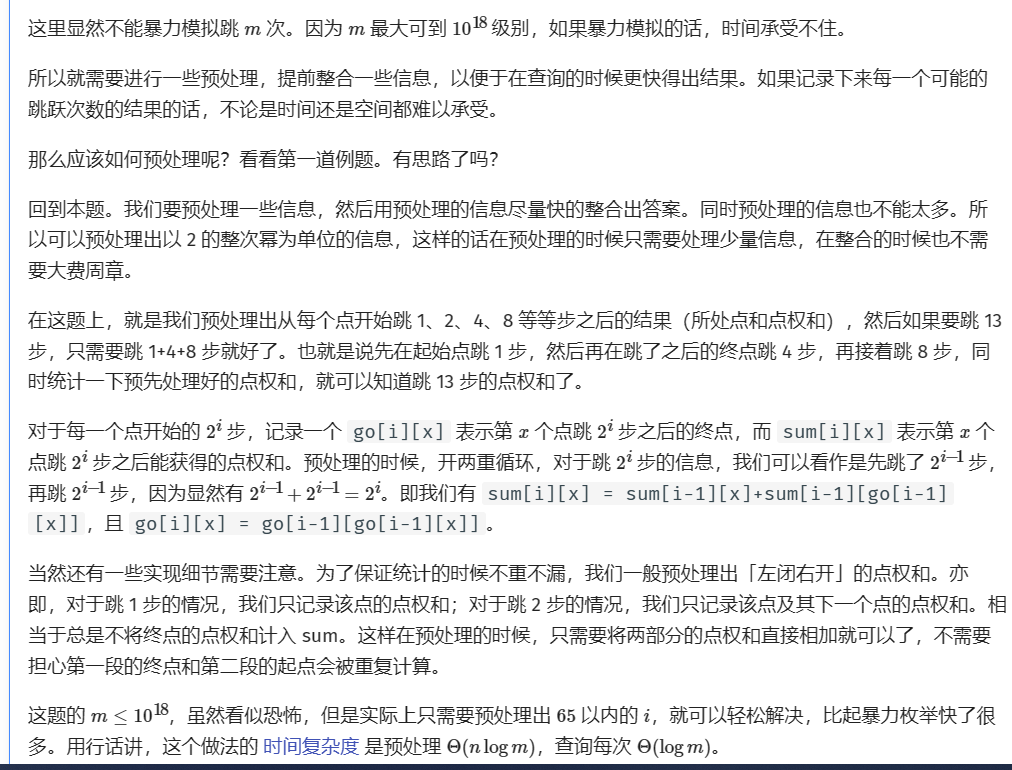 这里显然不能暴力模拟跳 m 次。因为 m 最大可到 10^18 级别，如果暴力模拟的话，时间承受不住。
所以就需要进行一些预处理，提前整合一些信息，以便于在查询的时候更快得出结果。如果记录下来每一个可能的
跳跃次数的结果的话，不论是时间还是空间都难以承受。
那么应该如何预处理呢？看看第一道例题。有思路了吗？
回到本题。我们要预处理一些信息，然后用预处理的信息尽量快的整合出答案。同时预处理的信息也不能太多。所
以可以预处理出以 2 的整次幂为单位的信息，这样的话在预处理的时候只需要处理少量信息，在整合的时候也不需
要大费周章。
在这题上，就是我们预处理出从每个点开始跳 1、2、4、8 等等步之后的结果（所处点和点权和），然后如果要跳 13
步，只需要跳 1+4+8 步就好了。也就是说先在起始点跳 1 步，然后再在跳了之后的终点跳 4 步，再接着跳 8 步，同
时统计一下预先处理好的点权和，就可以知道跳 13 步的点权和了。
对于每一个点开始的 2^i 步，记录一个 go[i][x] 表示第 x 个点跳 2^i 步之后的终点，而 sum[i][x] 表示第 x 个
点跳 2^i 步之后能获得的点权和。预处理的时候，开两重循环，对于跳 2^i 步的信息，我们可以看作是先跳了 2^{i-1} 步，
再跳 2^{i-1} 步，因为显然有 2^{i-1} + 2^{i-1} = 2^i。即我们有 sum[i][x] = sum[i-1][x]+sum[i-1][go[i-1]
[x]]，且 go[i][x] = go[i-1][go[i-1][x]]。
当然还有一些实现细节需要注意。为了保证统计的时候不重不漏，我们一般预处理出「左闭右开」的点权和。亦
即，对于跳 1 步的情况，我们只记录该点的点权和；对于跳 2 步的情况，我们只记录该点及其下一个点的点权和。相
当于总是不将终点的点权和计入 sum。这样在预处理的时候，只需要将两部分的点权和直接相加就可以了，不需要
担心第一段的终点和第二段的起点会被重复计算。
这题的 m ≤ 10^18，虽然看似恐怖，但是实际上只需要预处理出 65 以内的 i，就可以轻松解决，比起暴力枚举快了很
多。用行话讲，这个做法的 时间复杂度 是预处理 Θ(n log m)，查询每次 Θ(log m)。